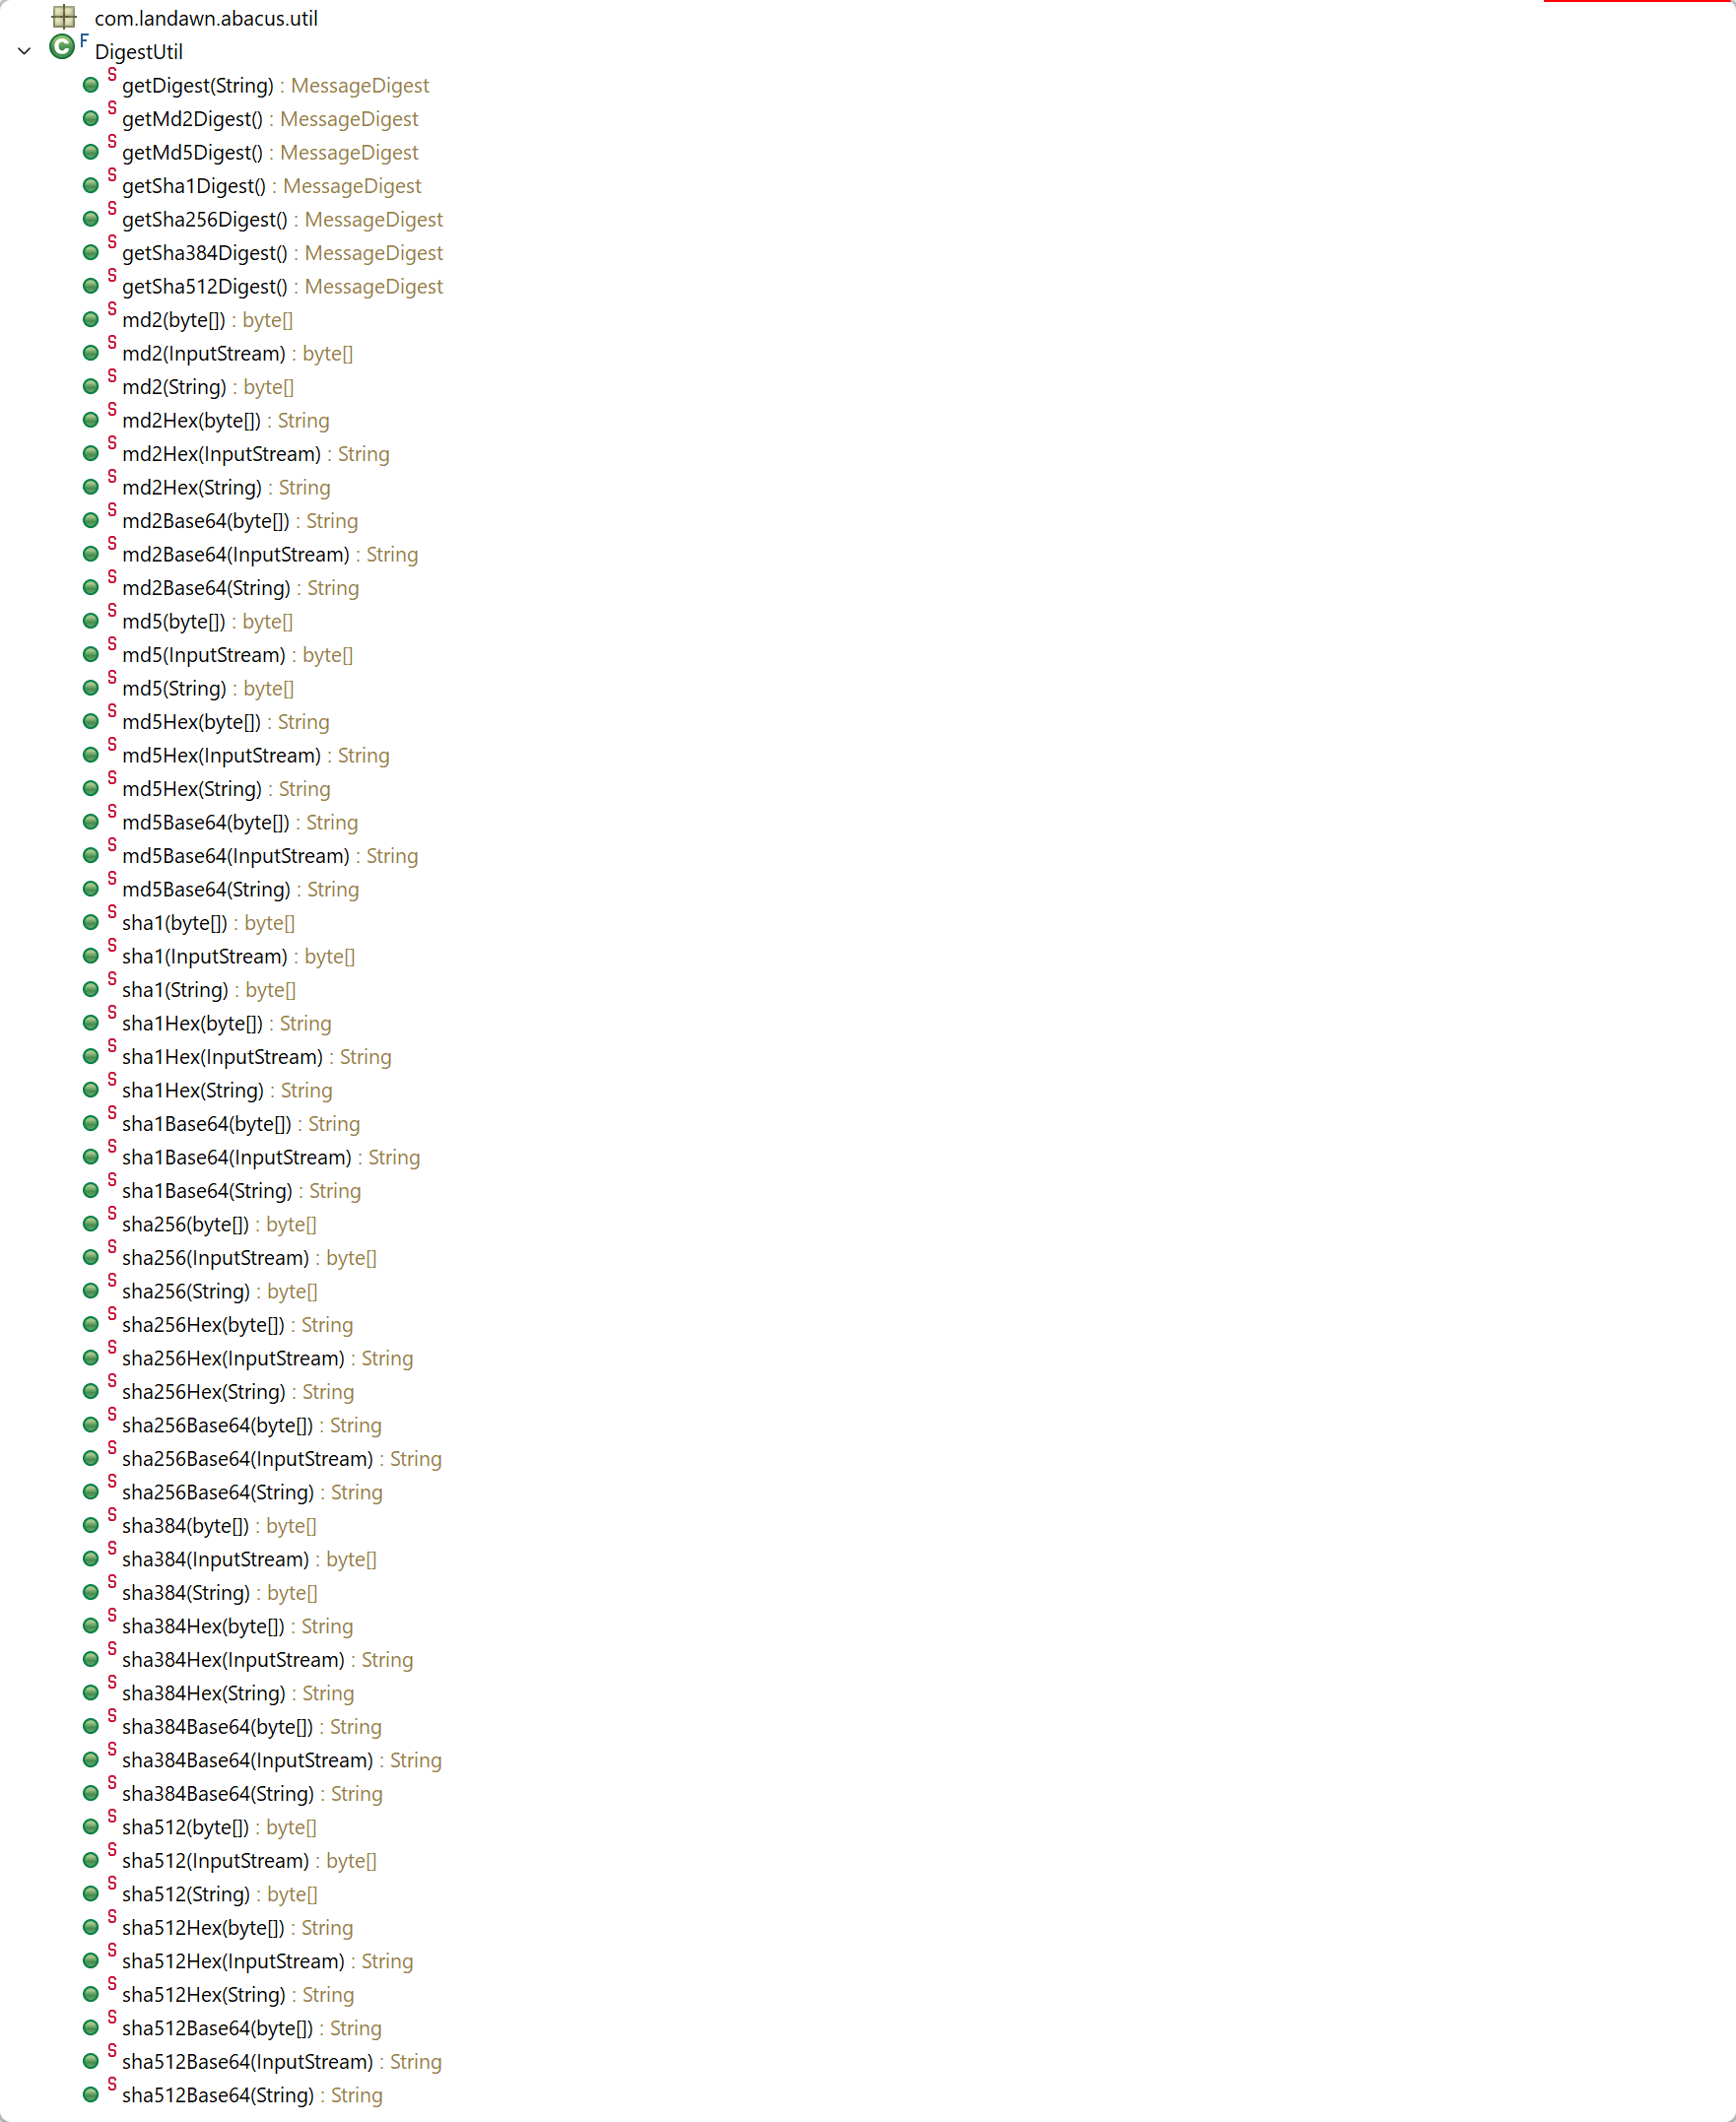 com.landawn.abacus.util
DigestUtil
getDigest(String) : MessageDigest
getMd2Digest() : MessageDigest
getMd5Digest() : MessageDigest
getSha1Digest() : MessageDigest
getSha256Digest() : MessageDigest
getSha384Digest() : MessageDigest
getSha512Digest() : MessageDigest
md2(byte[]) : byte[]
md2(InputStream) : byte[]
md2(String) : byte[]
md2Hex(byte[]) : String
md2Hex(InputStream) : String
md2Hex(String) : String
md2Base64(byte[]) : String
md2Base64(InputStream) : String
md2Base64(String) : String
md5(byte[]) : byte[]
md5(InputStream) : byte[]
md5(String) : byte[]
md5Hex(byte[]) : String
md5Hex(InputStream) : String
md5Hex(String) : String
md5Base64(byte[]) : String
md5Base64(InputStream) : String
md5Base64(String) : String
sha1(byte[]) : byte[]
sha1(InputStream) : byte[]
sha1(String) : byte[]
sha1Hex(byte[]) : String
sha1Hex(InputStream) : String
sha1Hex(String) : String
sha1Base64(byte[]) : String
sha1Base64(InputStream) : String
sha1Base64(String) : String
sha256(byte[]) : byte[]
sha256(InputStream) : byte[]
sha256(String) : byte[]
sha256Hex(byte[]) : String
sha256Hex(InputStream) : String
sha256Hex(String) : String
sha256Base64(byte[]) : String
sha256Base64(InputStream) : String
sha256Base64(String) : String
sha384(byte[]) : byte[]
sha384(InputStream) : byte[]
sha384(String) : byte[]
sha384Hex(byte[]) : String
sha384Hex(InputStream) : String
sha384Hex(String) : String
sha384Base64(byte[]) : String
sha384Base64(InputStream) : String
sha384Base64(String) : String
sha512(byte[]) : byte[]
sha512(InputStream) : byte[]
sha512(String) : byte[]
sha512Hex(byte[]) : String
sha512Hex(InputStream) : String
sha512Hex(String) : String
sha512Base64(byte[]) : String
sha512Base64(InputStream) : String
sha512Base64(String) : String